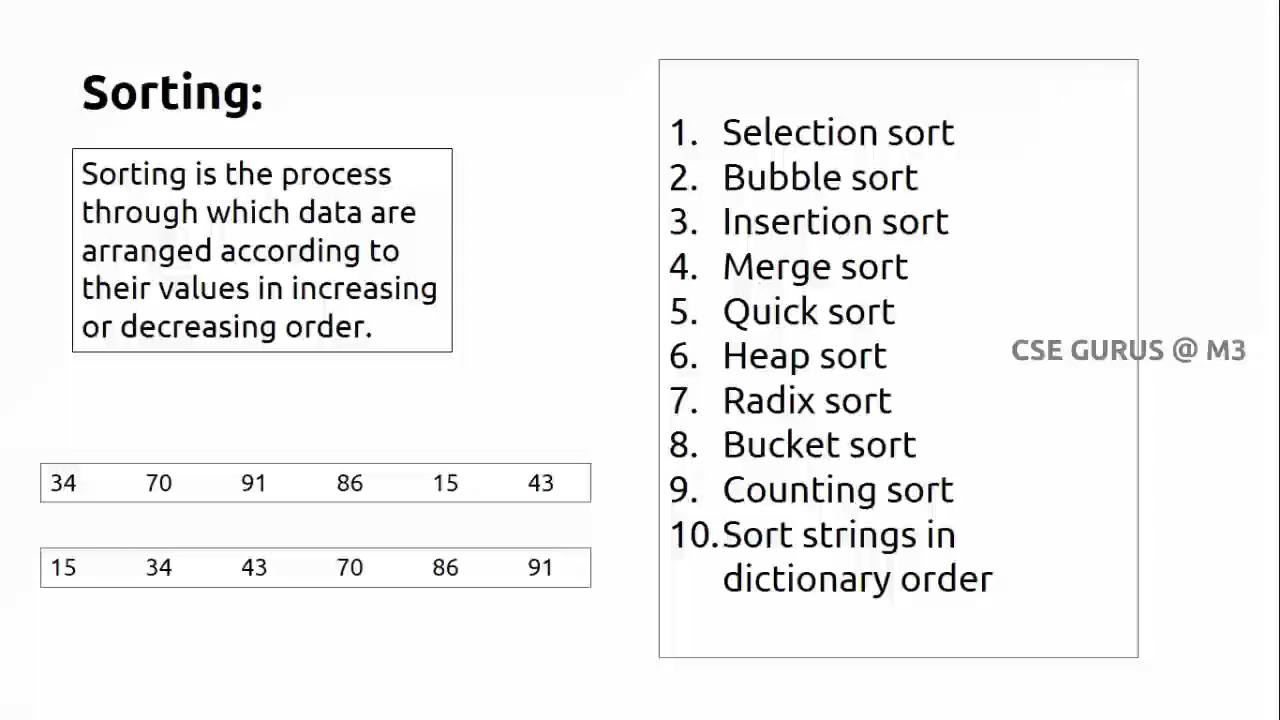 Sorting:
Sorting is the process
through which data are
arranged according to
their values in increasing
or decreasing order.
34 70 91 86 15 43
15 34 43 70 86 91
1. Selection sort
2. Bubble sort
3. Insertion sort
4. Merge sort
5. Quick sort
6. Heap sort
7. Radix sort
8. Bucket sort
9. Counting sort
10. Sort strings in
dictionary order
CSE GURUS @ M3